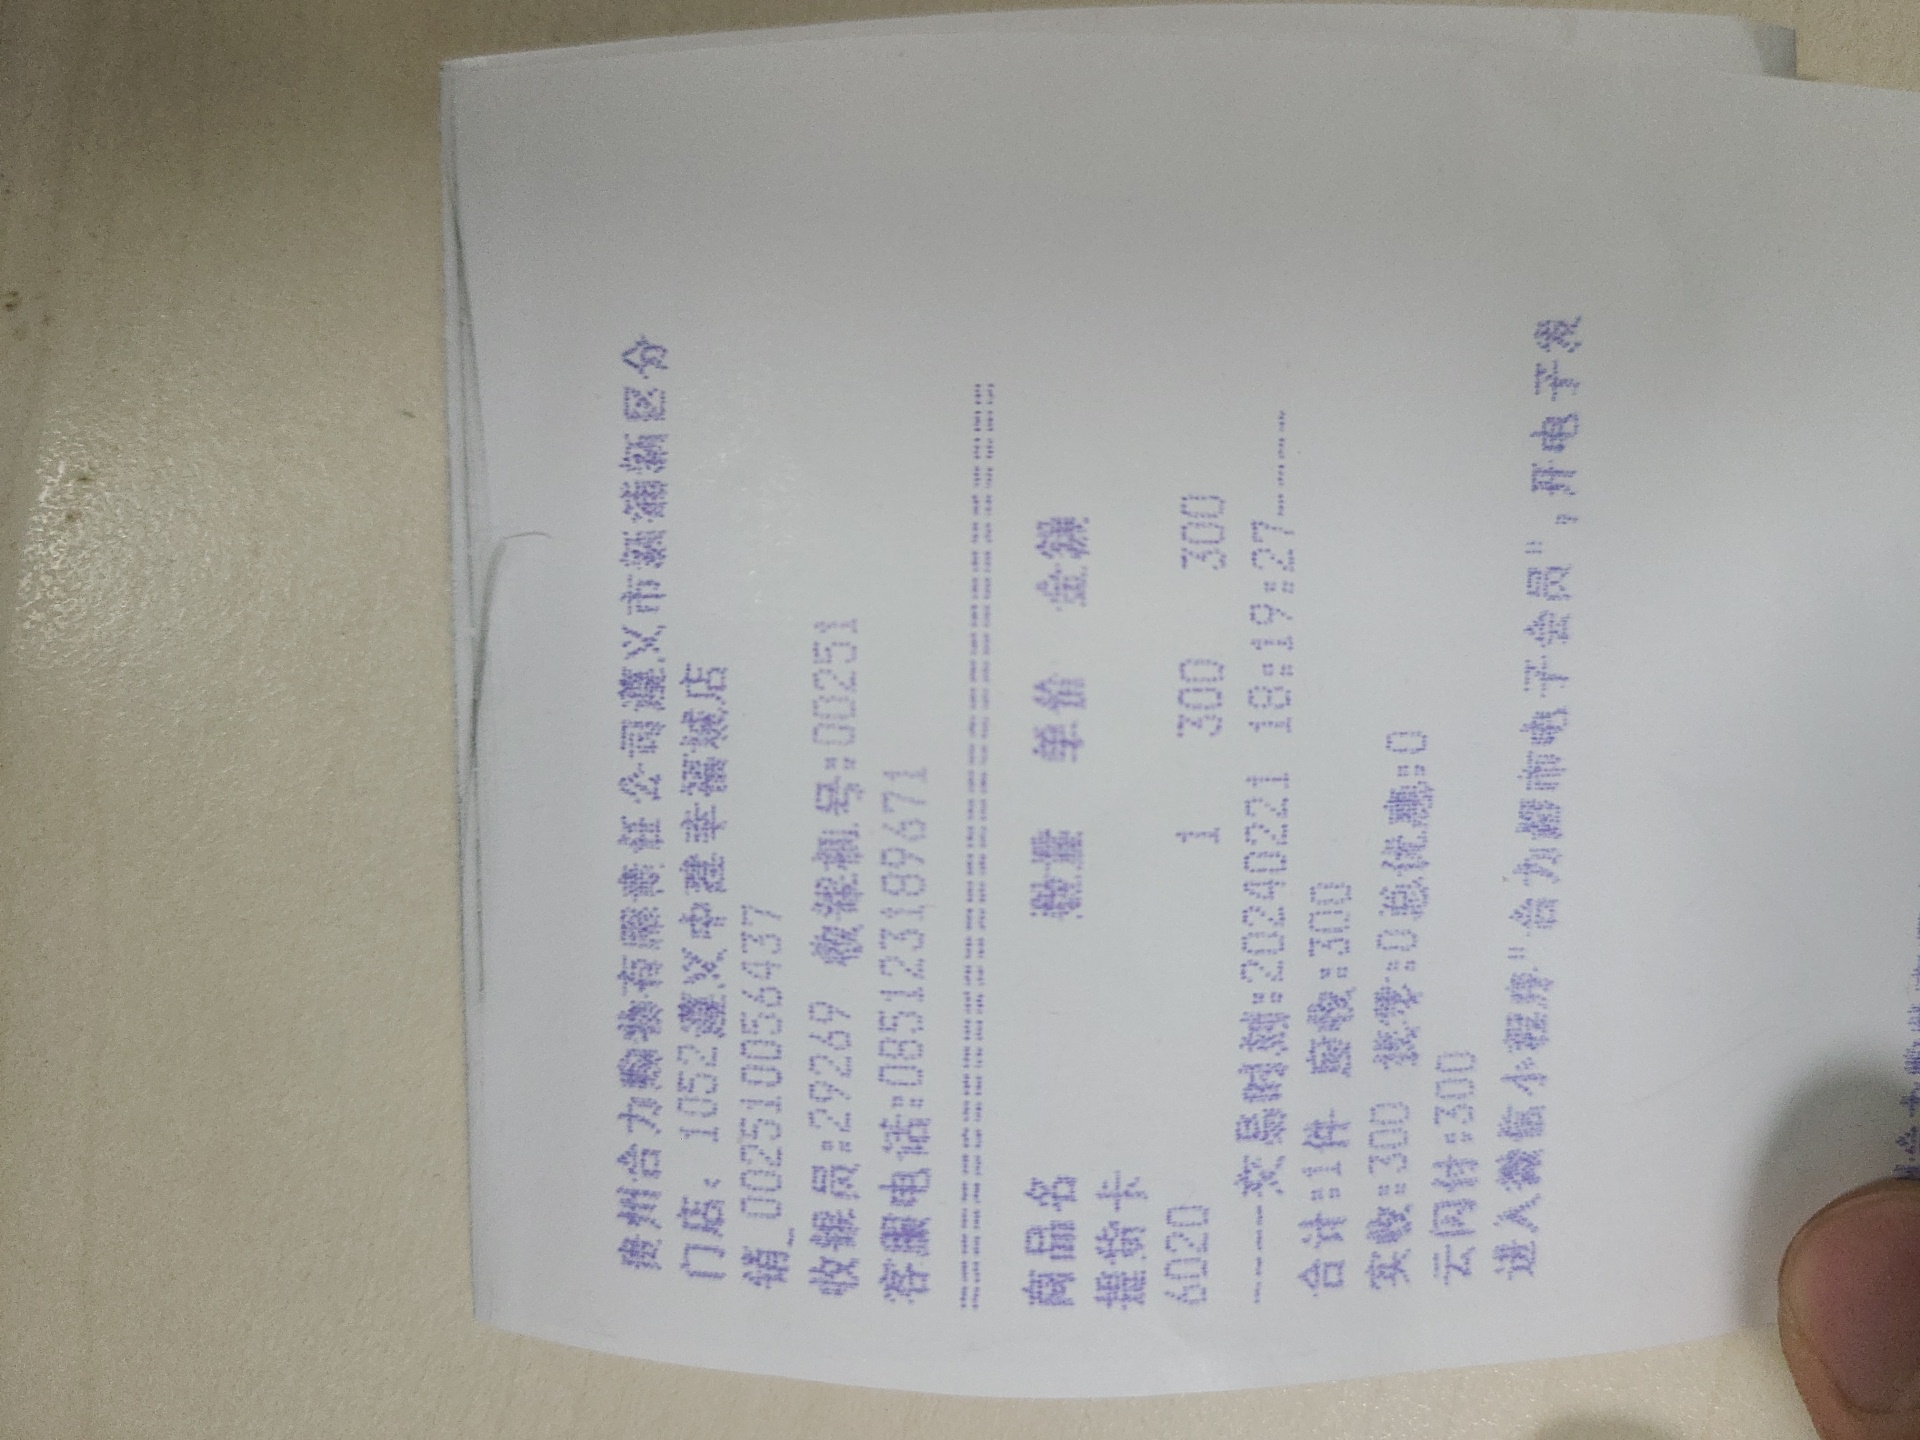 贵州合力购物有限责任公司遵义市新蒲新区分
门店: 1052遵义中建幸福城店
销_0025100056437
收银员:29269 收银机号:00251
客服电话:085123189671
==========================================
商品名 数量 单价 金额
提货卡
6020 1 300 300
------交易时刻:20240221 18:19:27------
合计:1件 应收:300
实收:300 找零:0总优惠:0
云闪付:300
进入微信小程序"合力超市电子会员",开电子发